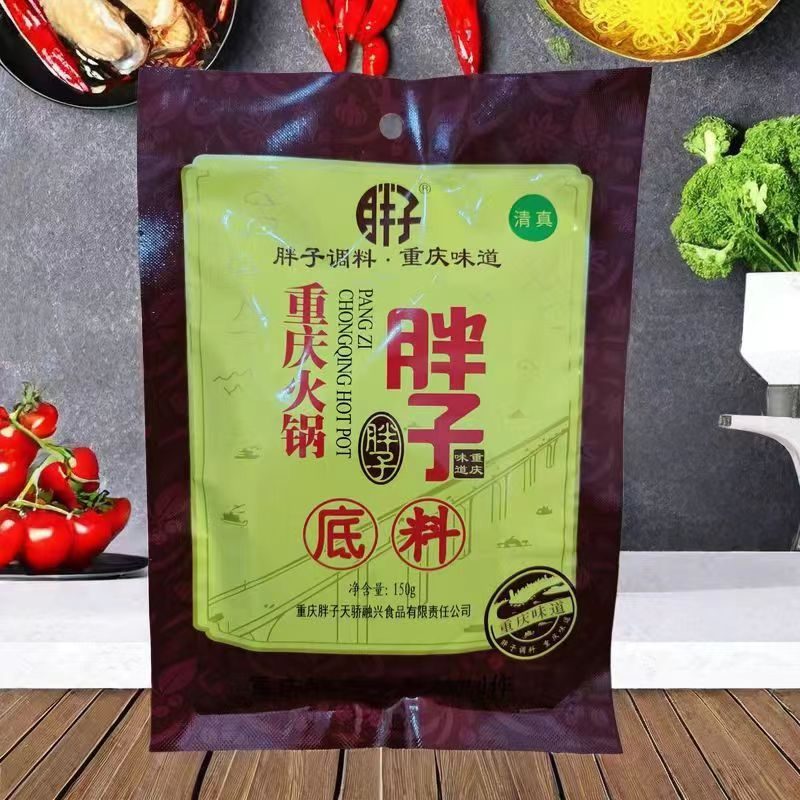 胖子®
清真
胖子调料·重庆味道
重庆火锅
PANG ZI
CHONGQING HOT POT
胖子
胖子
重庆味道
底料
净含量: 150g
重庆胖子天骄融兴食品有限责任公司
重庆味道
胖子调料 重庆味道